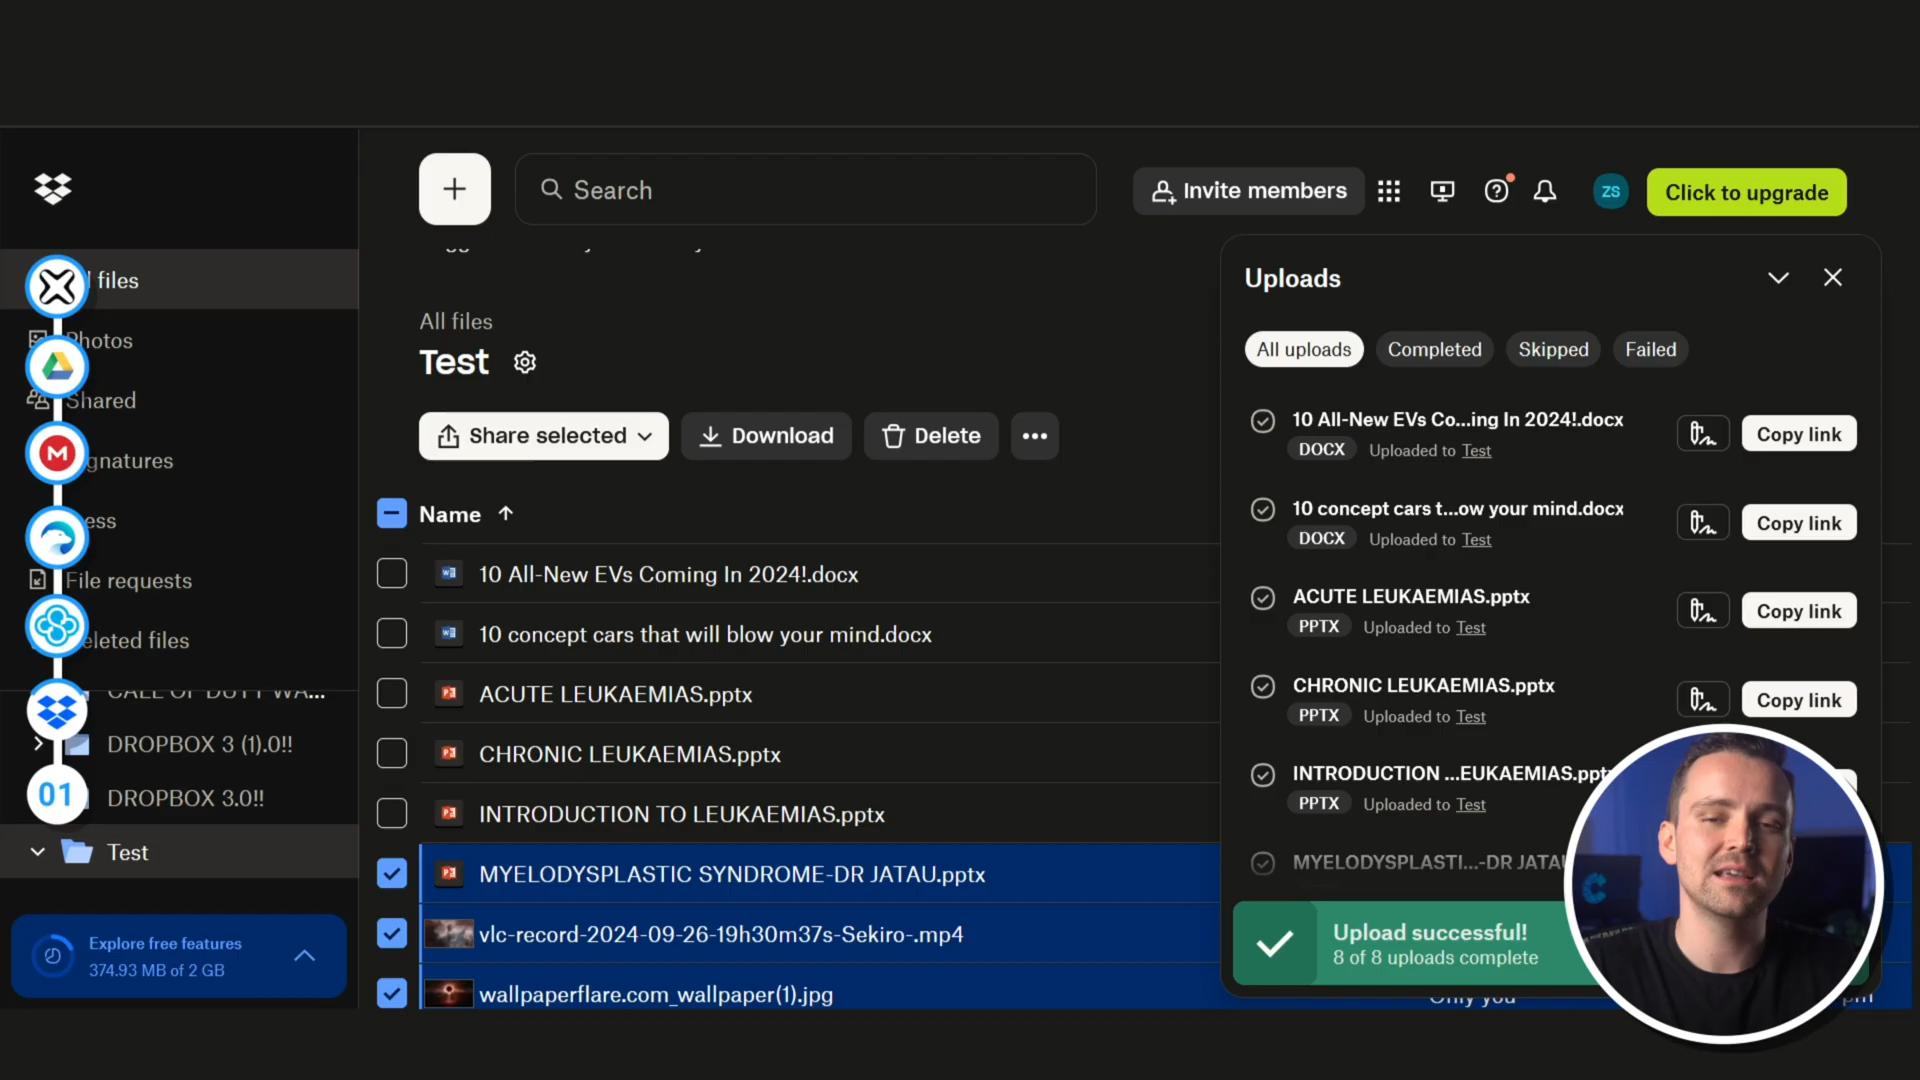 Search
Invite members
ZS
Click to upgrade
files
Photos
Shared
gnatures
ess
File requests
eleted files
CALL OF DUTY WA...
DROPBOX 3 (1).0!!
01
DROPBOX 3.0!!
Test
Explore free features
374.93 MB of 2 GB
All files
Test
Share selected
Download
Delete
Name
10 All-New EVs Coming In 2024!.docx
10 concept cars that will blow your mind.docx
ACUTE LEUKAEMIAS.pptx
CHRONIC LEUKAEMIAS.pptx
INTRODUCTION TO LEUKAEMIAS.pptx
MYELODYSPLASTIC SYNDROME-DR JATAU.pptx
vlc-record-2024-09-26-19h30m37s-Sekiro-.mp4
wallpaperflare.com_wallpaper(1).jpg
Only you
pm
Uploads
All uploads
Completed
Skipped
Failed
10 All-New EVs Co...ing In 2024!.docx
DOCX Uploaded to Test
Copy link
10 concept cars t...ow your mind.docx
DOCX Uploaded to Test
Copy link
ACUTE LEUKAEMIAS.pptx
PPTX Uploaded to Test
Copy link
CHRONIC LEUKAEMIAS.pptx
PPTX Uploaded to Test
Copy link
INTRODUCTION ...EUKAEMIAS.ppt
PPTX Uploaded to Test
MYELODYSPLASTI...-DR JATAU
Upload successful!
8 of 8 uploads complete